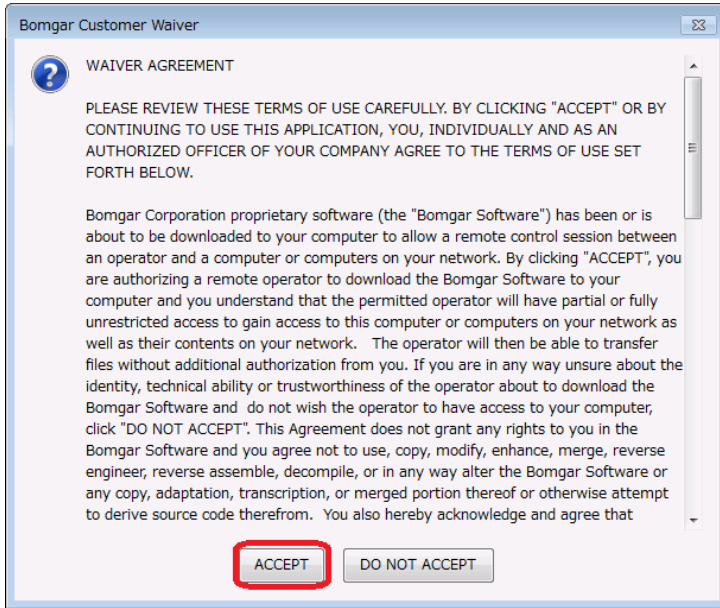 Bomgar Customer Waiver
WAIVER AGREEMENT
PLEASE REVIEW THESE TERMS OF USE CAREFULLY. BY CLICKING "ACCEPT" OR BY
CONTINUING TO USE THIS APPLICATION, YOU, INDIVIDUALLY AND AS AN
AUTHORIZED OFFICER OF YOUR COMPANY AGREE TO THE TERMS OF USE SET
FORTH BELOW.
Bomgar Corporation proprietary software (the "Bomgar Software") has been or is
about to be downloaded to your computer to allow a remote control session between
an operator and a computer or computers on your network. By clicking "ACCEPT", you
are authorizing a remote operator to download the Bomgar Software to your
computer and you understand that the permitted operator will have partial or fully
unrestricted access to gain access to this computer or computers on your network as
well as their contents on your network.   The operator will then be able to transfer
files without additional authorization from you. If you are in any way unsure about the
identity, technical ability or trustworthiness of the operator about to download the
Bomgar Software and  do not wish the operator to have access to your computer,
click "DO NOT ACCEPT". This Agreement does not grant any rights to you in the
Bomgar Software and you agree not to use, copy, modify, enhance, merge, reverse
engineer, reverse assemble, decompile, or in any way alter the Bomgar Software or
any copy, adaptation, transcription, or merged portion thereof or otherwise attempt
to derive source code therefrom.  You also hereby acknowledge and agree that
ACCEPT DO NOT ACCEPT